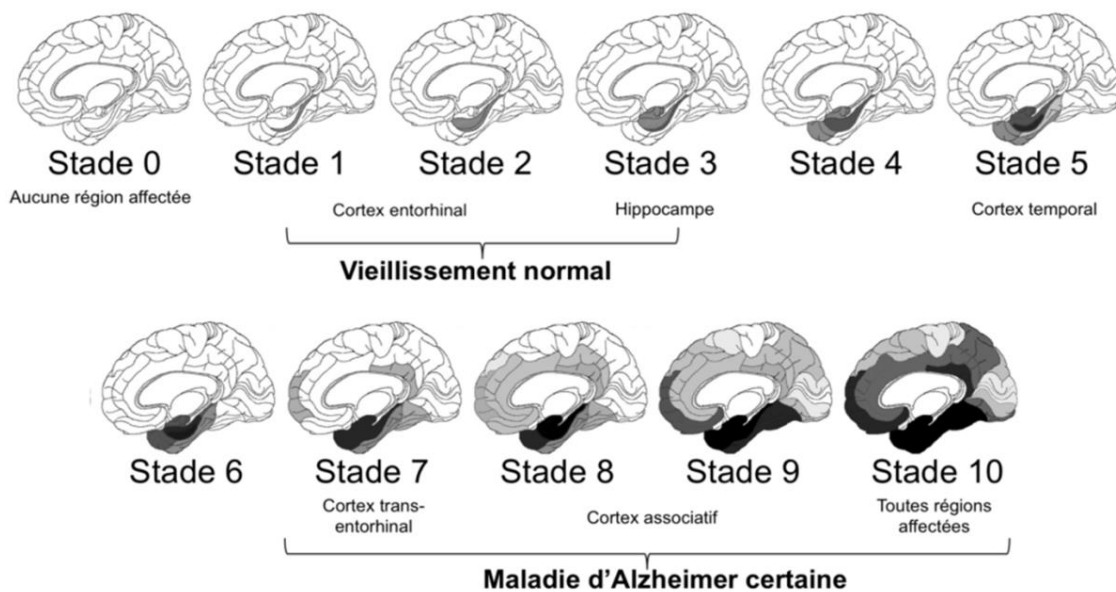 Stade 0 Stade 1 Stade 2 Stade 3 Stade 4 Stade 5
Aucune région affectée
Cortex entorhinal
Hippocampe
Cortex temporal
Vieillissement normal
Stade 6 Stade 7 Stade 8 Stade 9 Stade 10
Cortex trans-
entorhinal
Cortex associatif
Toutes régions
affectées
Maladie d'Alzheimer certaine